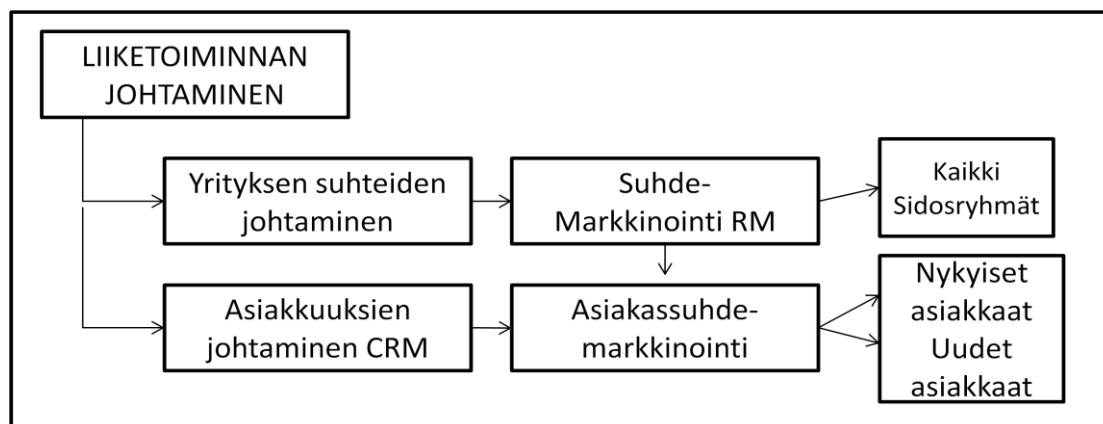 LIIKETOIMINNAN
JOHTAMINEN
Yrityksen suhteiden
johtaminen
Suhde-
Markkinointi RM
Kaikki
Sidosryhmät
Asiakkuuksien
johtaminen CRM
Asiakassuhde-
markkinointi
Nykyiset
asiakkaat
Uudet
asiakkaat